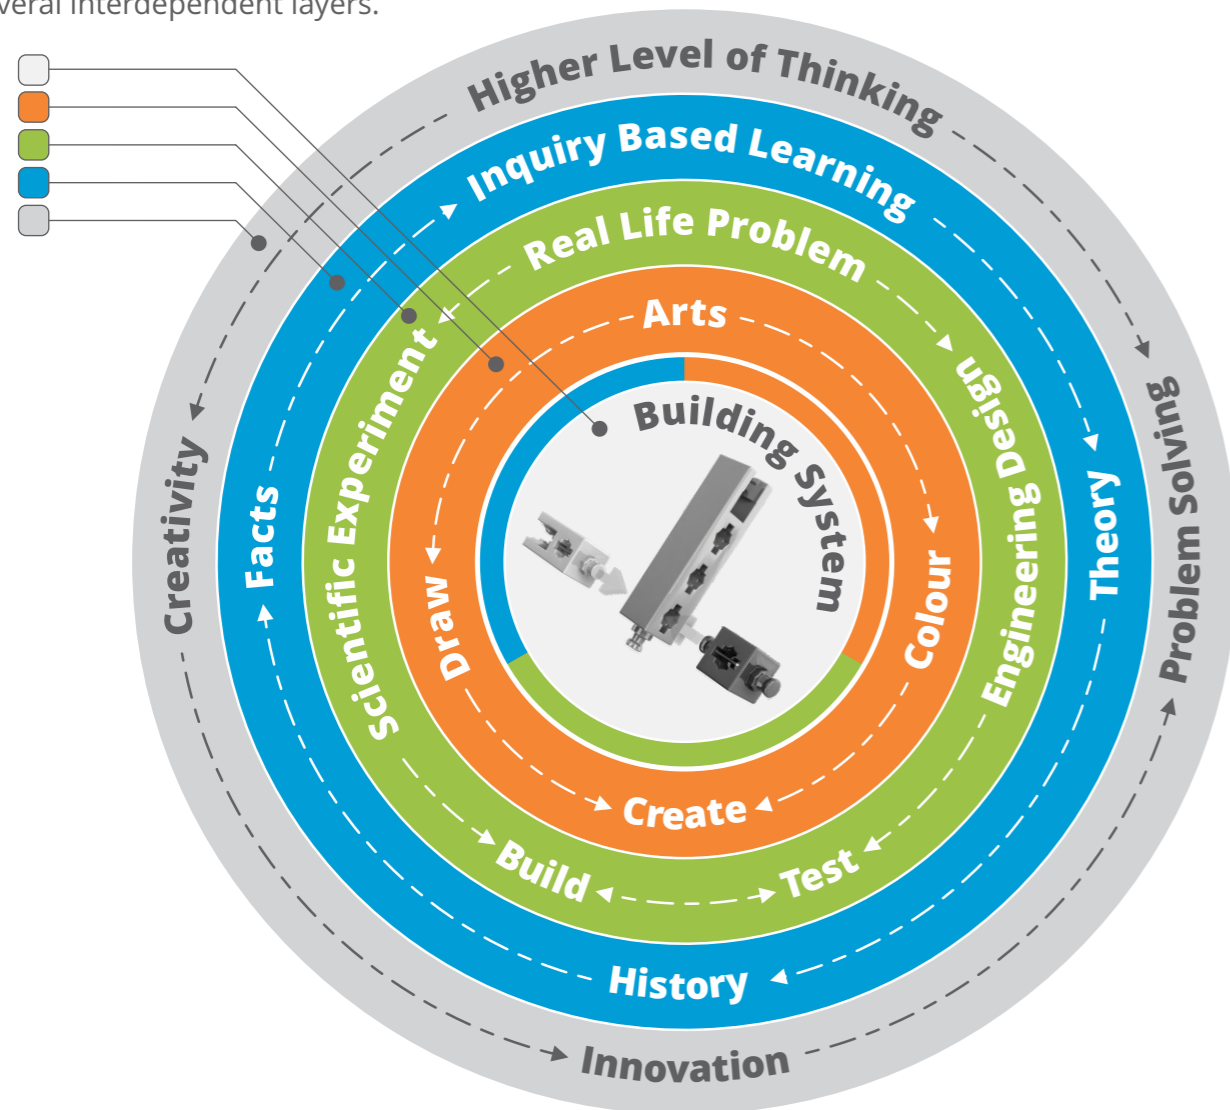 veral interdependent layers.
Higher Level of Thinking
Creativity
Problem Solving
Innovation
Inquiry Based Learning
Facts
Theory
History
Real Life Problem
Scientific Experiment
Engineering Design
Build
Test
Arts
Draw
Colour
Create
Building System